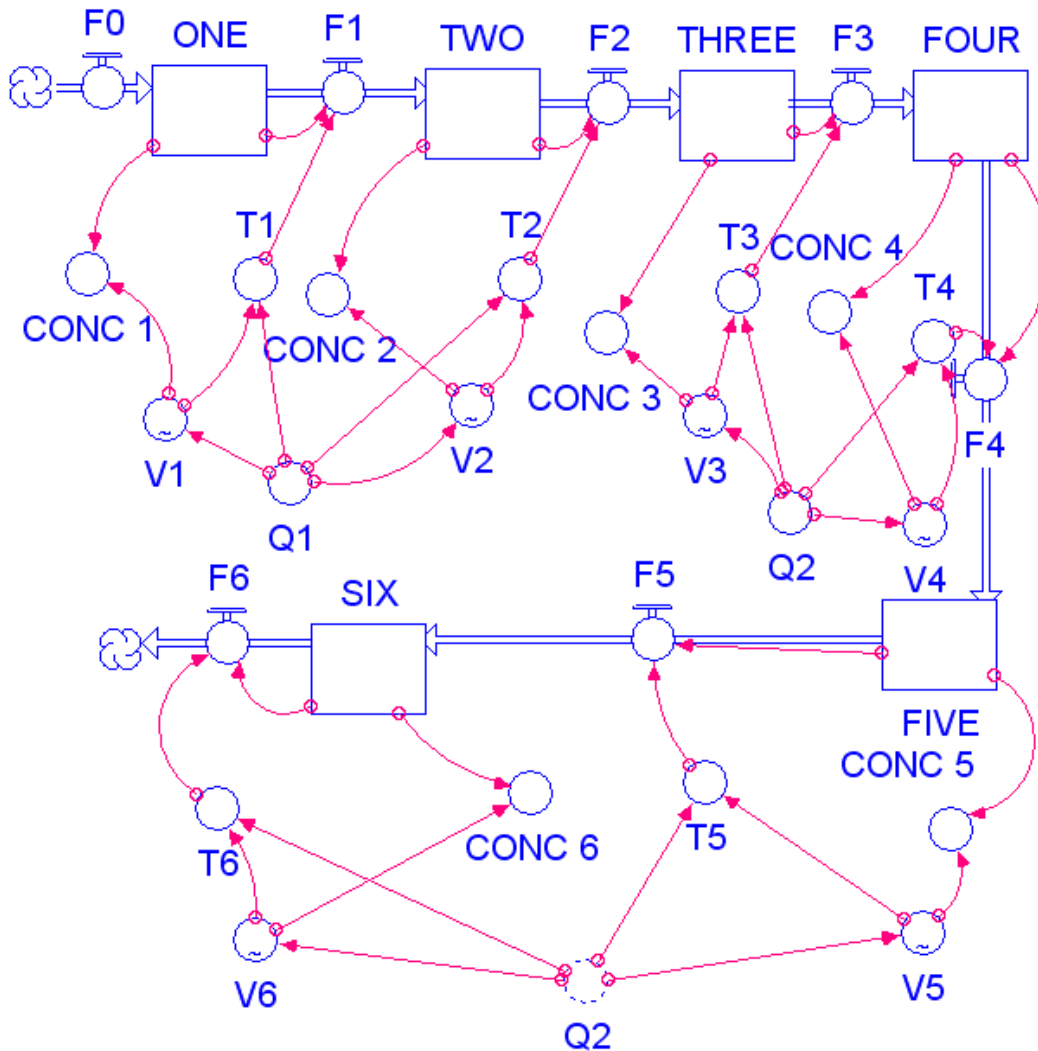 F0
ONE
F1
TWO
F2
THREE
F3
FOUR
T1
T2
T3
CONC 4
T4
CONC 1
CONC 2
CONC 3
F4
V1
V2
V3
Q1
Q2
V4
F6
SIX
F5
FIVE
CONC 5
T6
CONC 6
T5
V6
V5
Q2
~
~
~
~
~
~